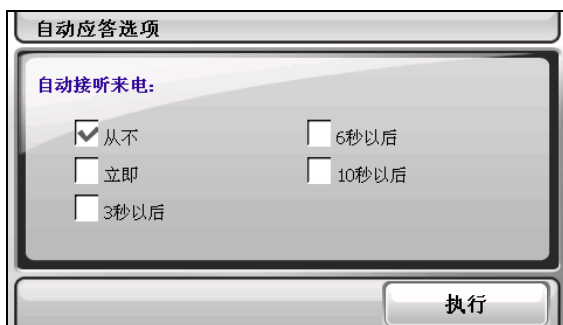 自动应答选项
自动接听来电:
从不
6秒以后
立即
10秒以后
3秒以后
执行